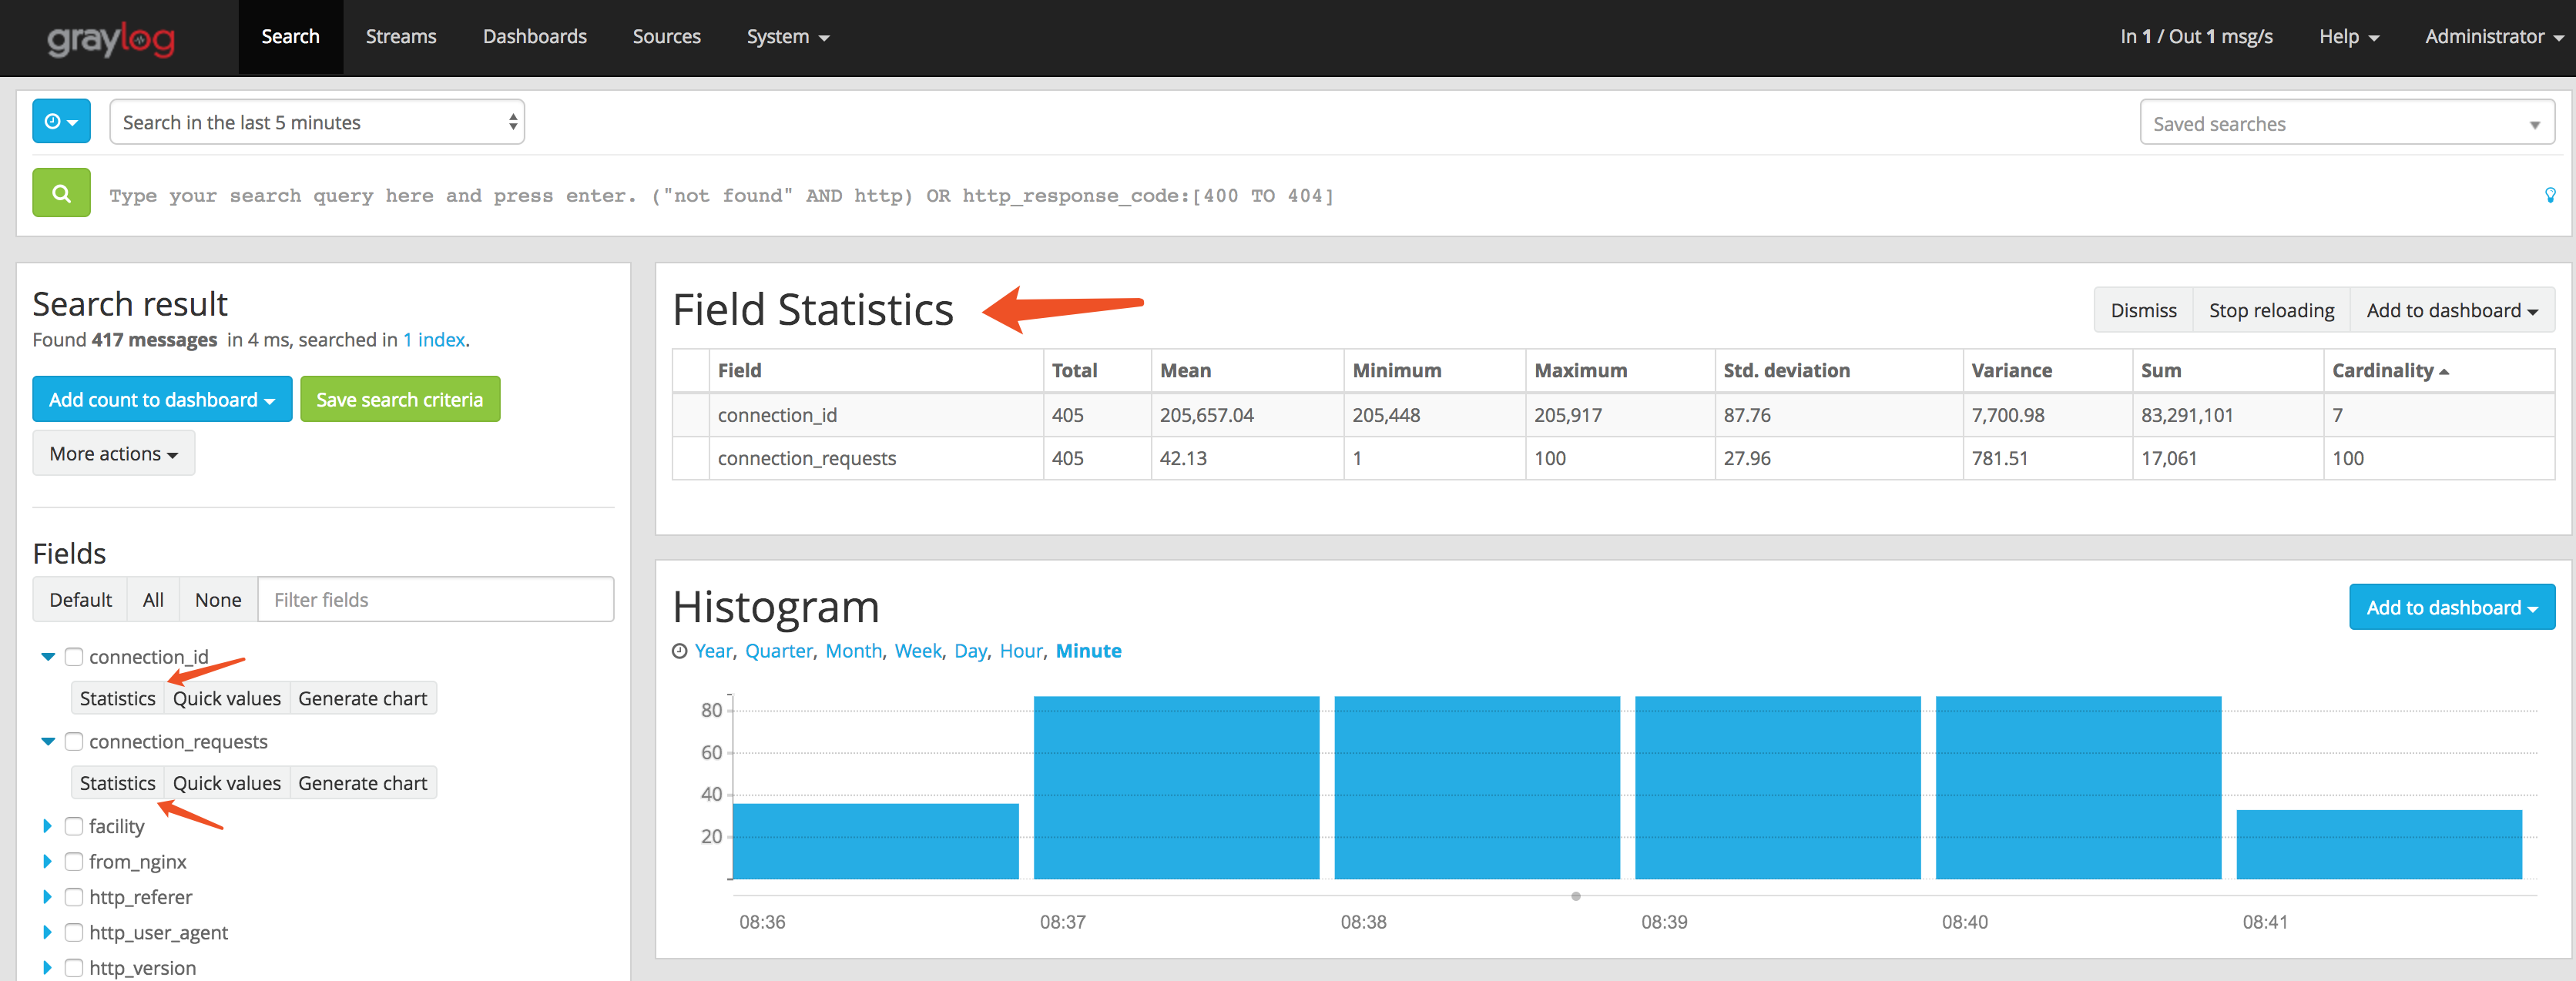 graylog Search Streams Dashboards Sources System In 1 / Out 1 msg/s Help Administrator
Search in the last 5 minutes Saved searches
Type your search query here and press enter. ("not found" AND http) OR http_response_code:[400 TO 404]
Search result
Found 417 messages in 4 ms, searched in 1 index.
Add count to dashboard Save search criteria
More actions
Fields
Default All None Filter fields
connection_id
Statistics Quick values Generate chart
connection_requests
Statistics Quick values Generate chart
facility
from_nginx
http_referer
http_user_agent
http_version
Field Statistics Dismiss Stop reloading Add to dashboard
Field Total Mean Minimum Maximum Std. deviation Variance Sum Cardinality
connection_id 405 205,657.04 205,448 205,917 87.76 7,700.98 83,291,101 7
connection_requests 405 42.13 1 100 27.96 781.51 17,061 100
Histogram Add to dashboard
Year, Quarter, Month, Week, Day, Hour, Minute
80
60
40
20
08:36 08:37 08:38 08:39 08:40 08:41